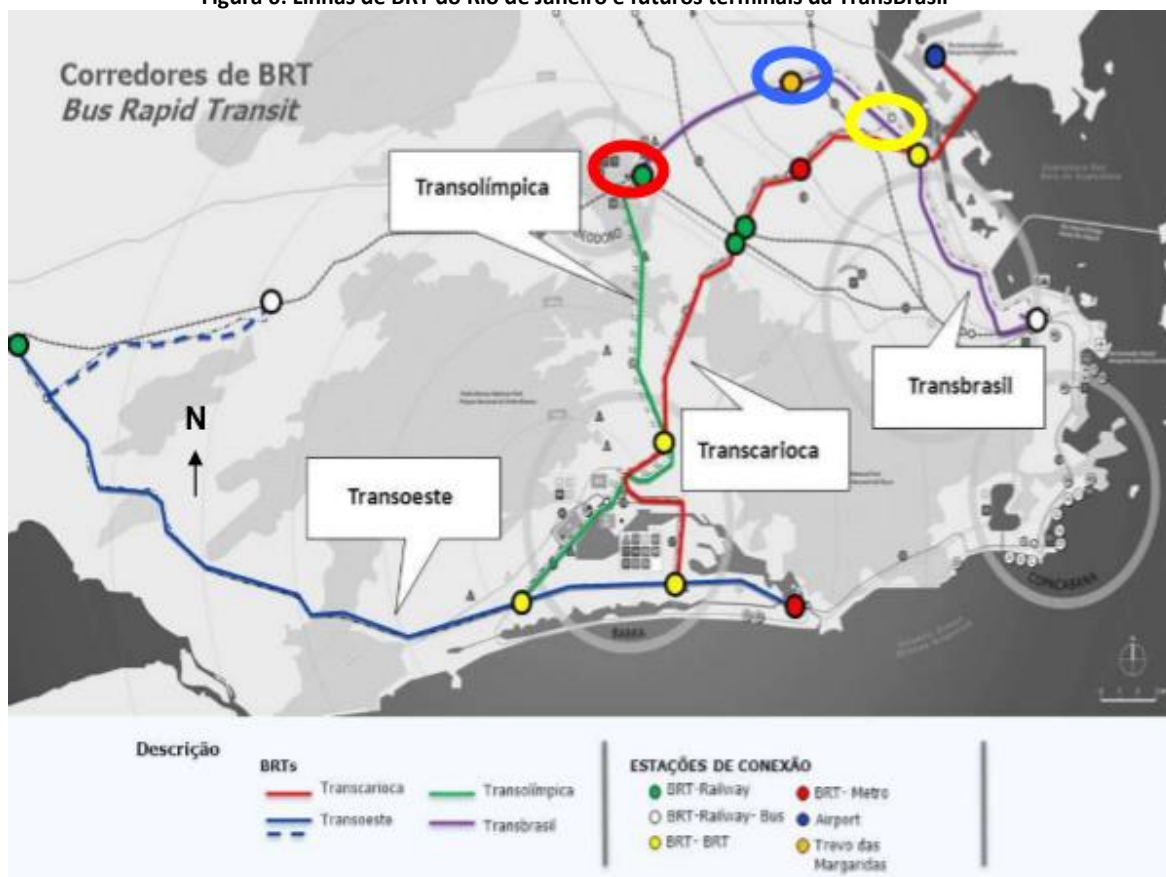 Figura 6: Linhas de BRT do Rio de Janeiro e futuros terminais da TransBrasil
Corredores de BRT
Bus Rapid Transit
Transolímpica
N
Transbrasil
Transcarioca
Transoeste
COPACABANA
BARRA
Descrição
BRTs
Transcarioca
Transolímpica
Transoeste
Transbrasil
ESTAÇÕES DE CONEXÃO
BRT-Railway
BRT- Metro
BRT-Railway- Bus
Airport
BRT- BRT
Trevo das
Margaridas